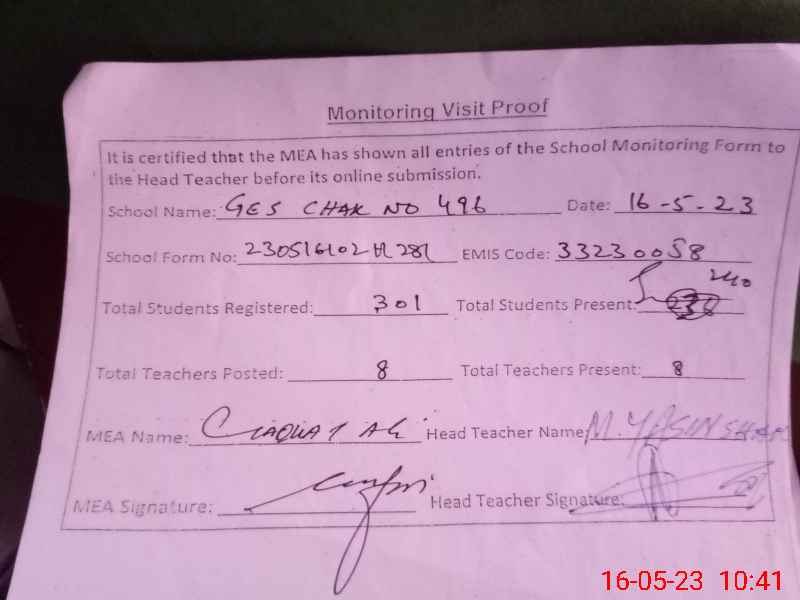 Monitoring Visit Proof
It is certified that the MEA has shown all entries of the School Monitoring Form to
the Head Teacher before its online submission.
School Name: GES CHAK NO 496 Date: 16-5-23
School Form No: EMIS Code: 33230058
Total Students Registered: 301 Total Students Present: 240
Total Teachers Posted: 8 Total Teachers Present: 8
MEA Name: LIAQUAT ALI Head Teacher Name: M. YASIN
MEA Signature: Head Teacher Signature:
16-05-23 10:41